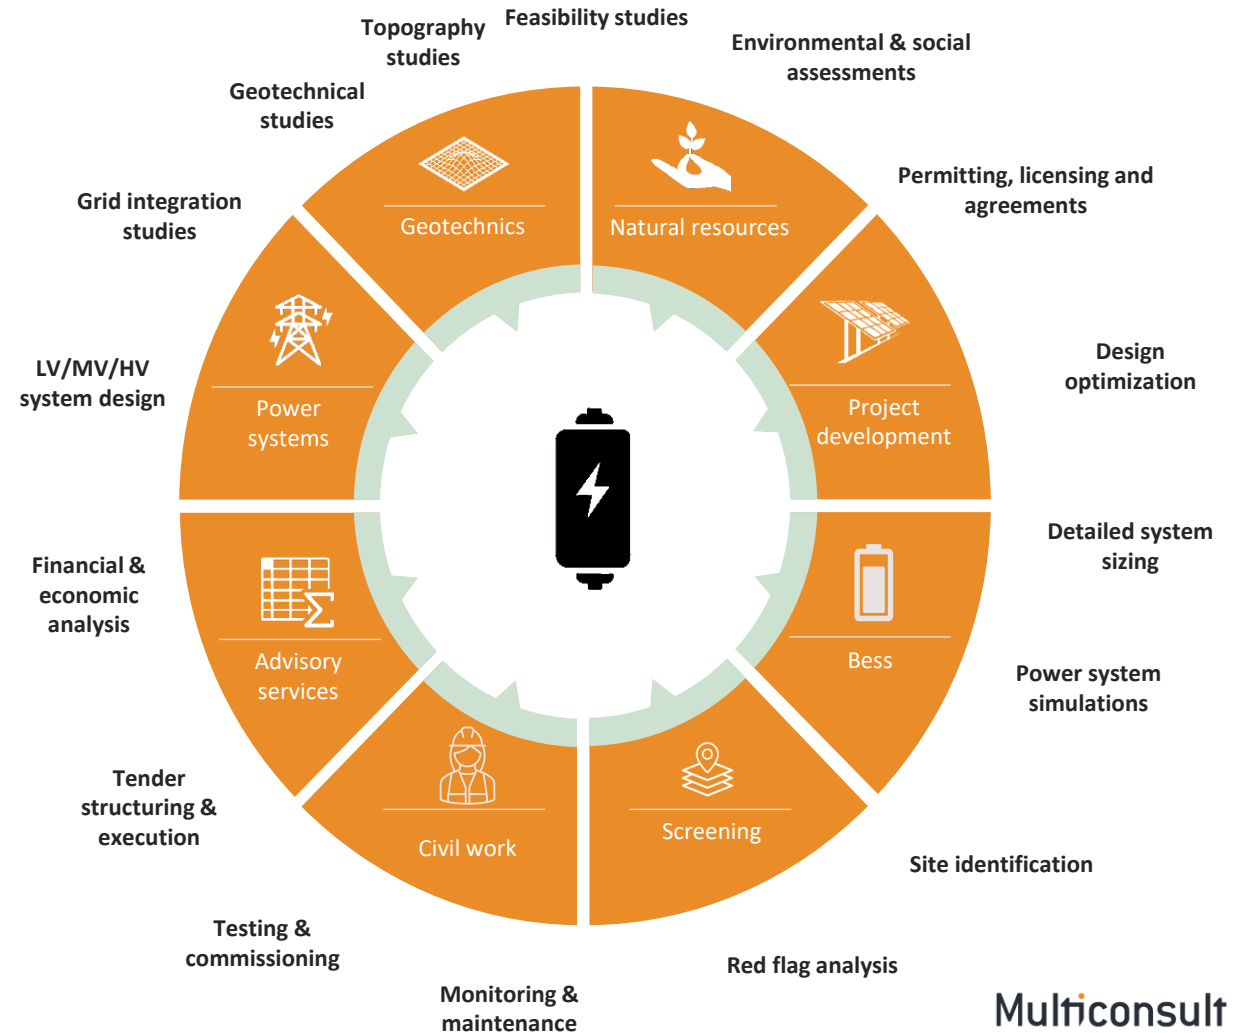 Feasibility studies
Topography
studies
Environmental & social
assessments
Geotechnical
studies
Permitting, licensing and
agreements
Grid integration
studies
Geotechnics
Natural resources
LV/MV/HV
system design
Power
systems
Project
development
Design
optimization
Detailed system
sizing
Financial &
economic
analysis
Advisory
services
Bess
Power system
simulations
Tender
structuring &
execution
Civil work
Screening
Site identification
Testing &
commissioning
Red flag analysis
Monitoring &
maintenance
Multiconsult